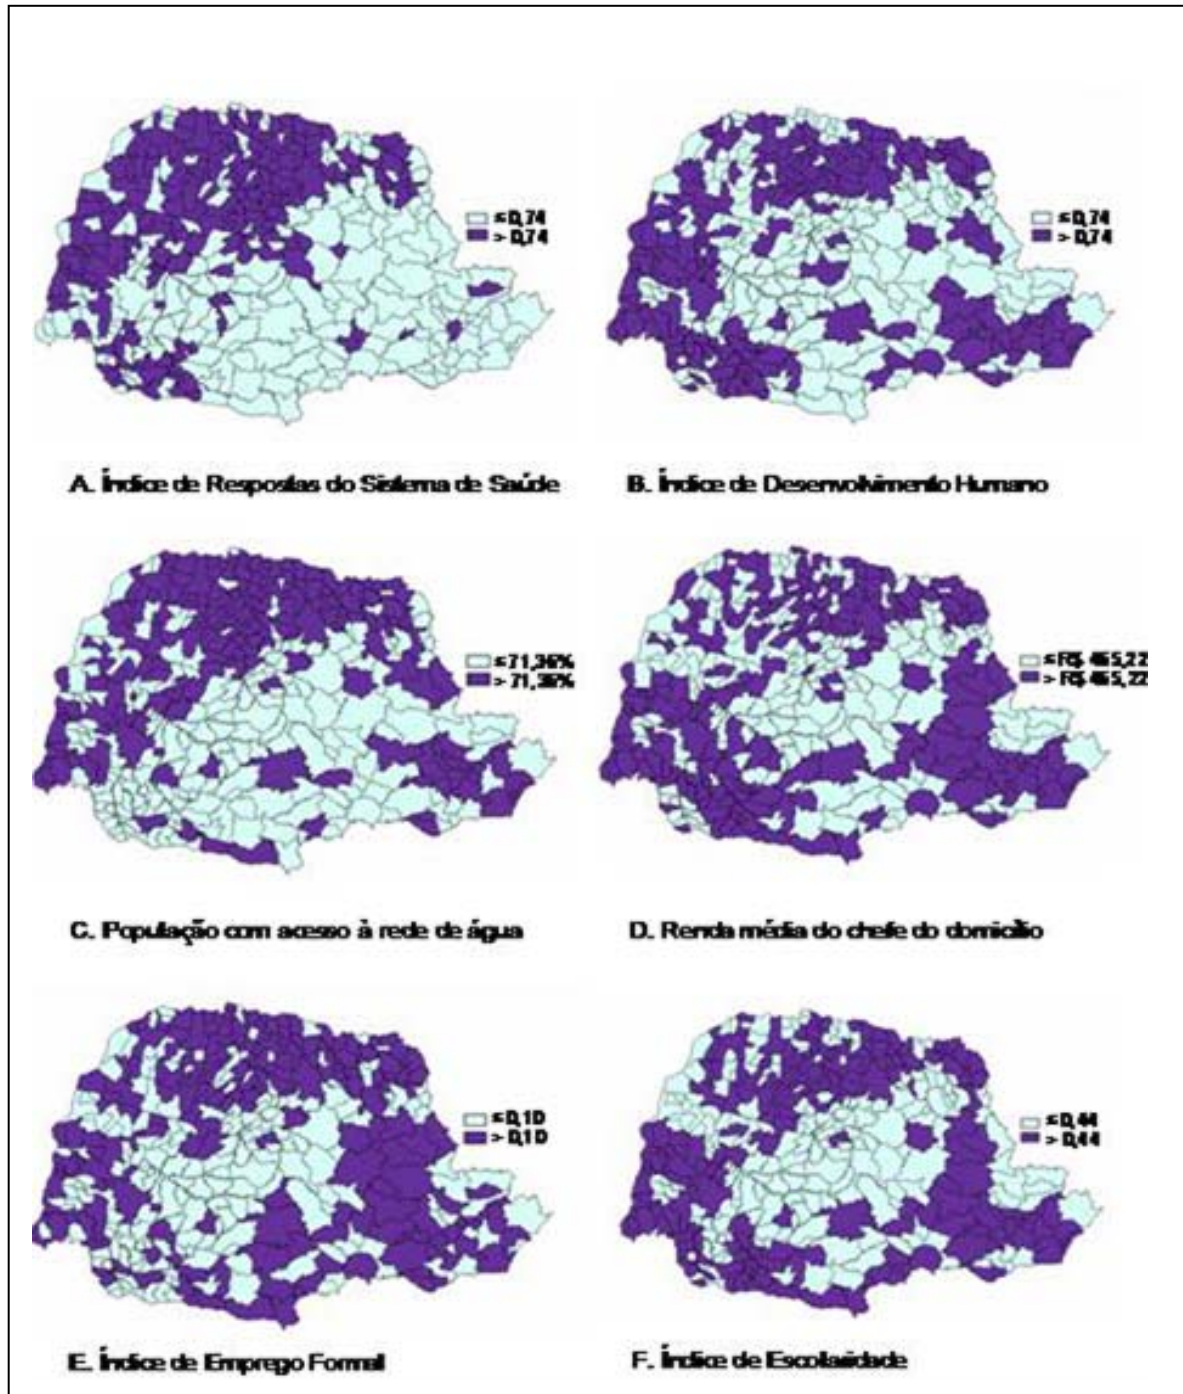 ≤ 0,74
> 0,74
A. Índice de Respostas do Sistema de Saúde
≤ 0,74
> 0,74
B. Índice de Desenvolvimento Humano
≤ 71,36%
> 71,36%
C. População com acesso à rede de água
≤ R$ 465,22
> R$ 465,22
D. Renda média do chefe do domicílio
≤ 0,10
> 0,10
E. Índice de Emprego Formal
≤ 0,44
> 0,44
F. Índice de Escolaridade